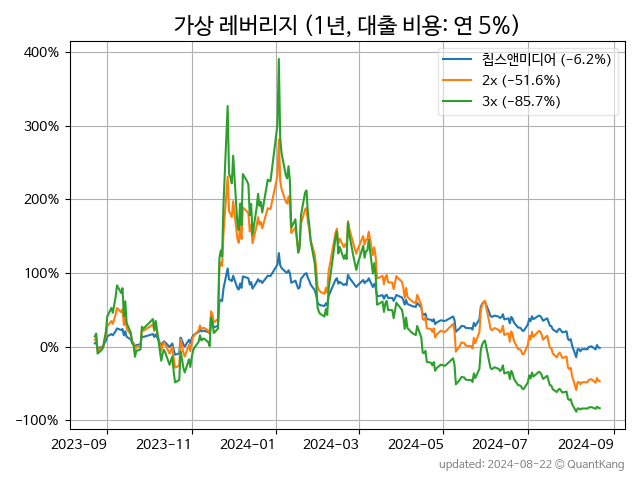 가상 레버리지 (1년, 대출 비용: 연 5%)
칩스앤미디어 (−6.2%)
2x (−51.6%)
3x (−85.7%)
400%
300%
200%
100%
0%
−100%
2023-09 2023-11 2024-01 2024-03 2024-05 2024-07 2024-09
updated: 2024-08-22 © QuantKang